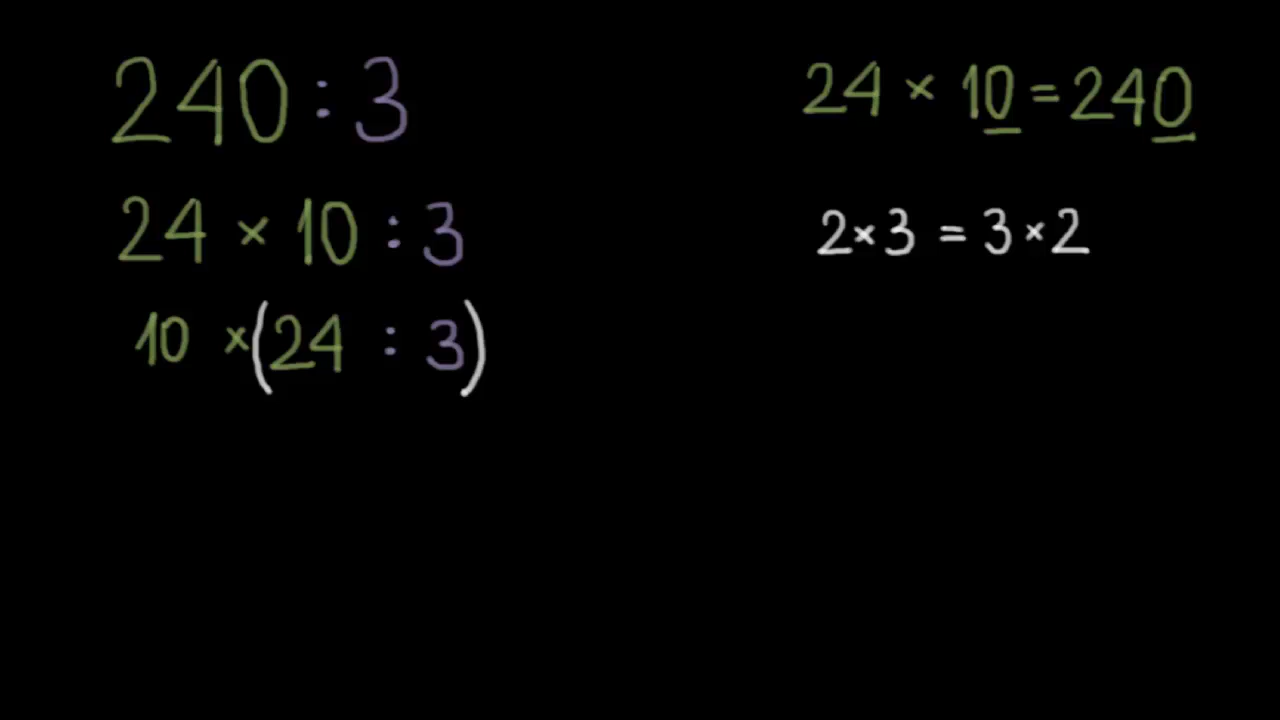 240 : 3
24 × 10 : 3
10 × (24 : 3)
24 × 10 = 240
2 × 3 = 3 × 2